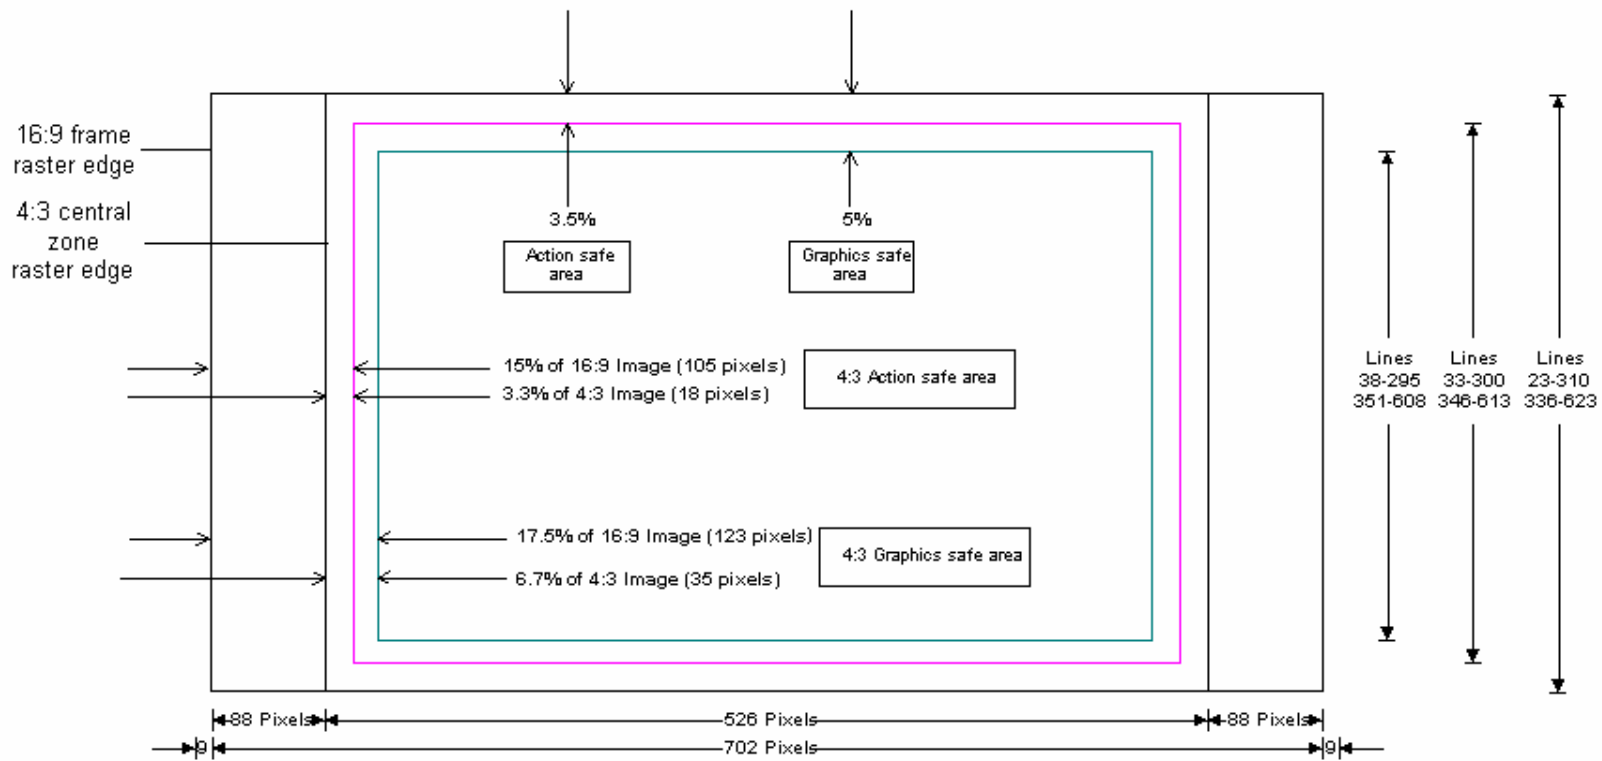 16:9 frame
raster edge
4:3 central
zone
raster edge
3.5%
5%
Action safe
area
Graphics safe
area
15% of 16:9 Image (105 pixels)
3.3% of 4:3 Image (18 pixels)
4:3 Action safe area
17.5% of 16:9 Image (123 pixels)
6.7% of 4:3 Image (35 pixels)
4:3 Graphics safe area
Lines
38-295
351-608
Lines
33-300
346-613
Lines
23-310
336-623
88 Pixels
526 Pixels
88 Pixels
9
702 Pixels
9